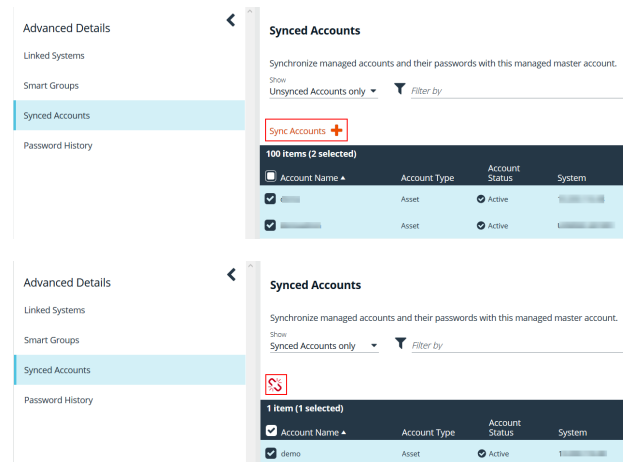 Advanced Details
Linked Systems
Smart Groups
Synced Accounts
Password History
Synced Accounts
Synchronize managed accounts and their passwords with this managed master account.
Show
Unsynced Accounts only
Filter by
Sync Accounts
100 items (2 selected)
Account Name Account Type Account Status System
Asset Active
Asset Active
Advanced Details
Linked Systems
Smart Groups
Synced Accounts
Password History
Synced Accounts
Synchronize managed accounts and their passwords with this managed master account.
Show
Synced Accounts only
Filter by
1 item (1 selected)
Account Name Account Type Account Status System
demo Asset Active